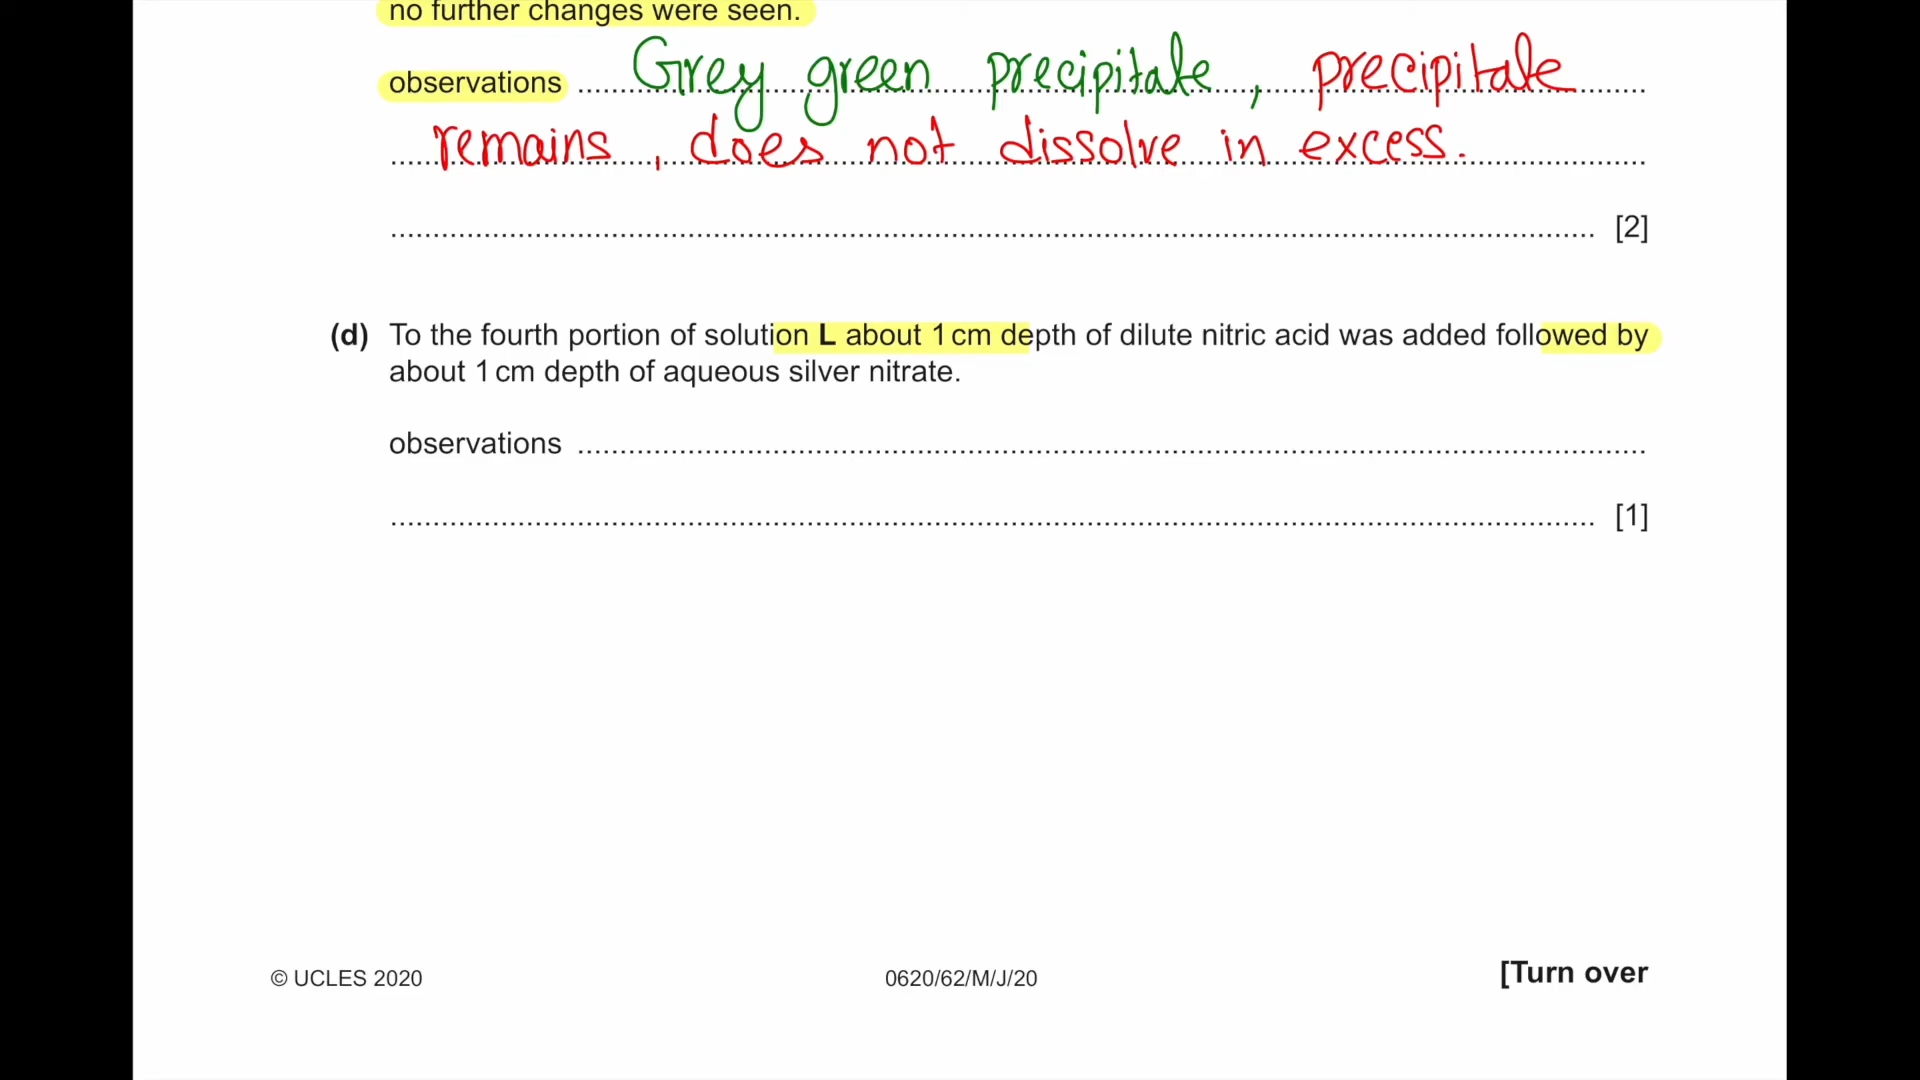 no further changes were seen.
observations Grey green precipitate, precipitate
remains, does not dissolve in excess.
[2]
(d) To the fourth portion of solution L about 1 cm depth of dilute nitric acid was added followed by
about 1 cm depth of aqueous silver nitrate.
observations
[1]
© UCLES 2020 0620/62/M/J/20 [Turn over